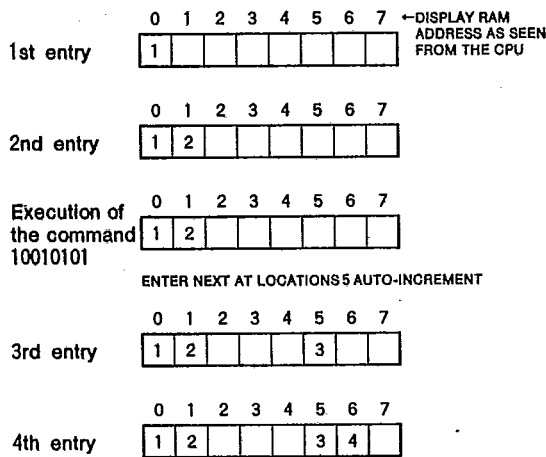 0 1 2 3 4 5 6 7 ←DISPLAY RAM
ADDRESS AS SEEN
FROM THE CPU
1st entry 1
0 1 2 3 4 5 6 7
2nd entry 1 2
0 1 2 3 4 5 6 7
Execution of
the command 1 2
10010101
ENTER NEXT AT LOCATIONS 5 AUTO-INCREMENT
0 1 2 3 4 5 6 7
3rd entry 1 2 3
0 1 2 3 4 5 6 7
4th entry 1 2 3 4